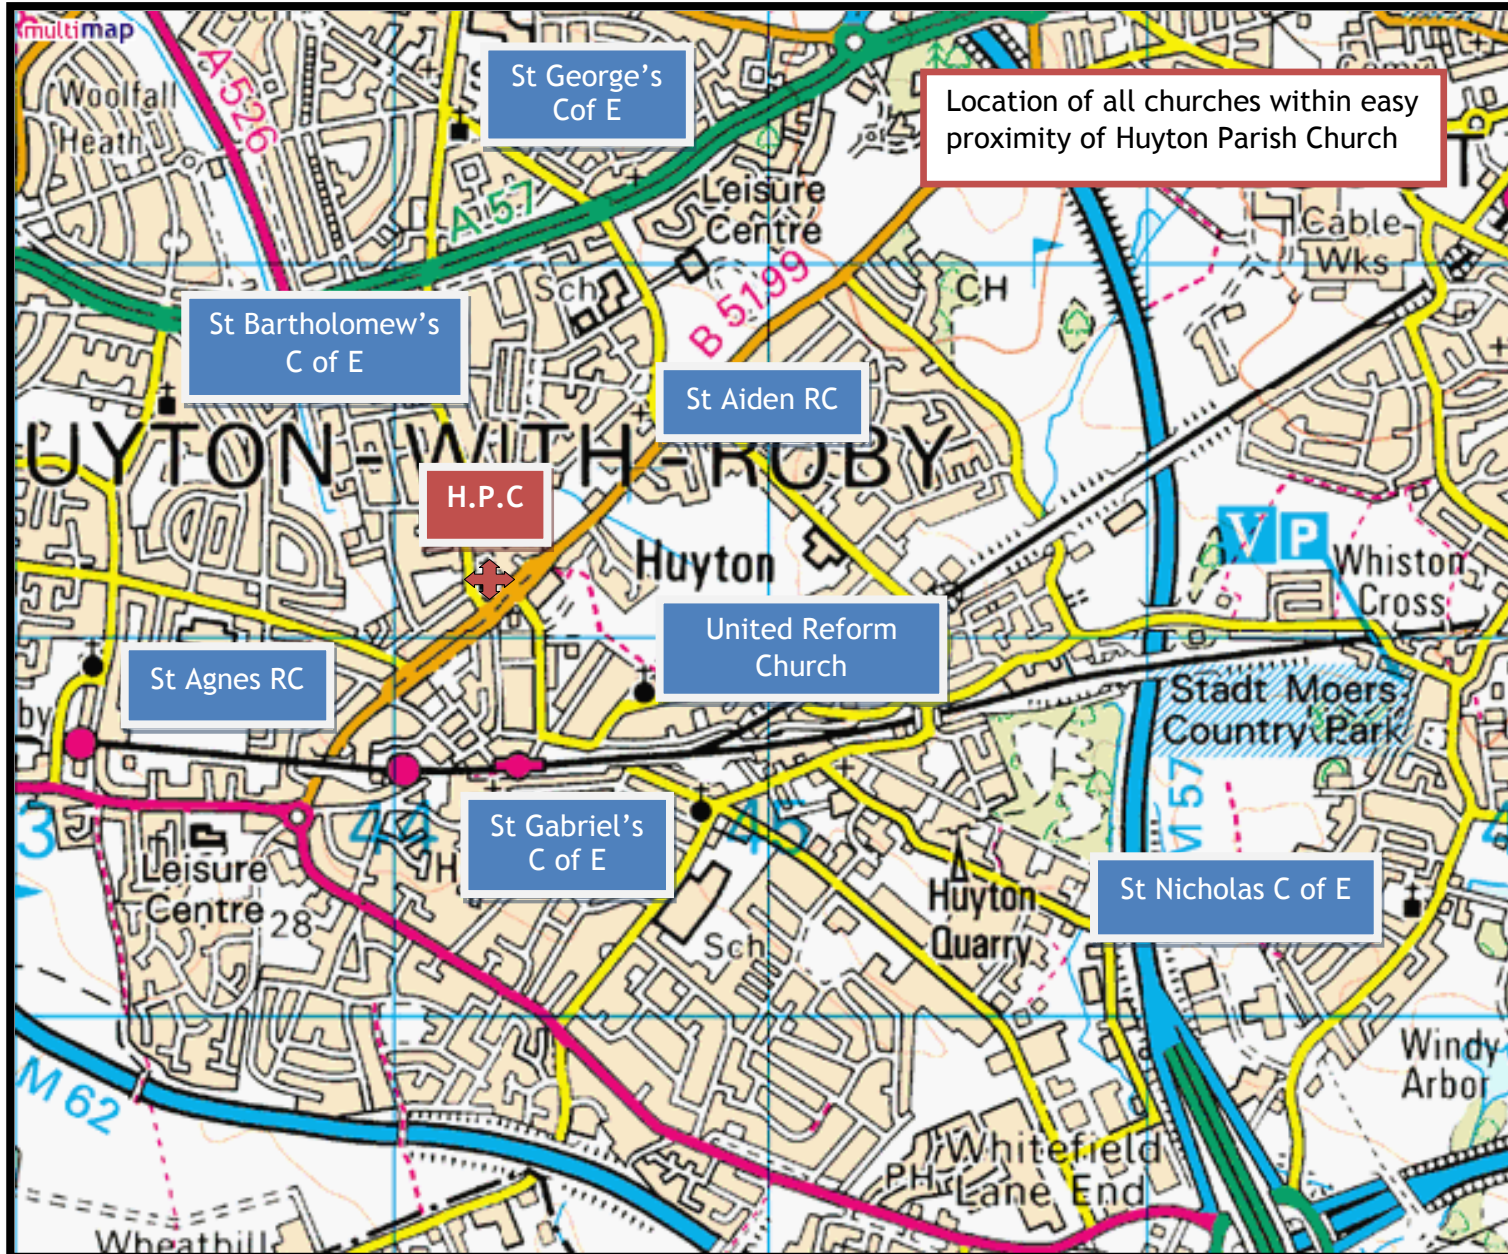 multimap
St George's
Cof E
Location of all churches within easy
proximity of Huyton Parish Church
Woolfall
Heath
A 526
A 57
Leisure
Centre
Cable
Wks
Sch
B 5199
CH
St Bartholomew's
C of E
St Aiden RC
UYTON-WITH-ROBY
H.P.C
Huyton
V P
Whiston
Cross
United Reform
Church
St Agnes RC
by
Stadt Moers
Country Park
3
44
45
M 57
St Gabriel's
C of E
H
Leisure
Centre
28
Huyton
Quarry
St Nicholas C of E
Sch
M 62
Windy
Arbor
Whitefield
Lane End
PH
Wheathill